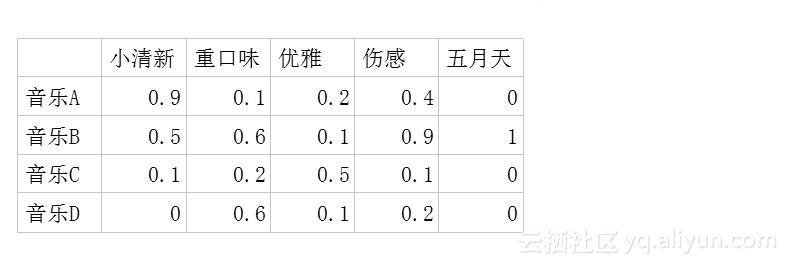 小清新 重口味 优雅 伤感 五月天
音乐A 0.9 0.1 0.2 0.4 0
音乐B 0.5 0.6 0.1 0.9 1
音乐C 0.1 0.2 0.5 0.1 0
音乐D 0 0.6 0.1 0.2 0
云栖社区 yq.aliyun.com